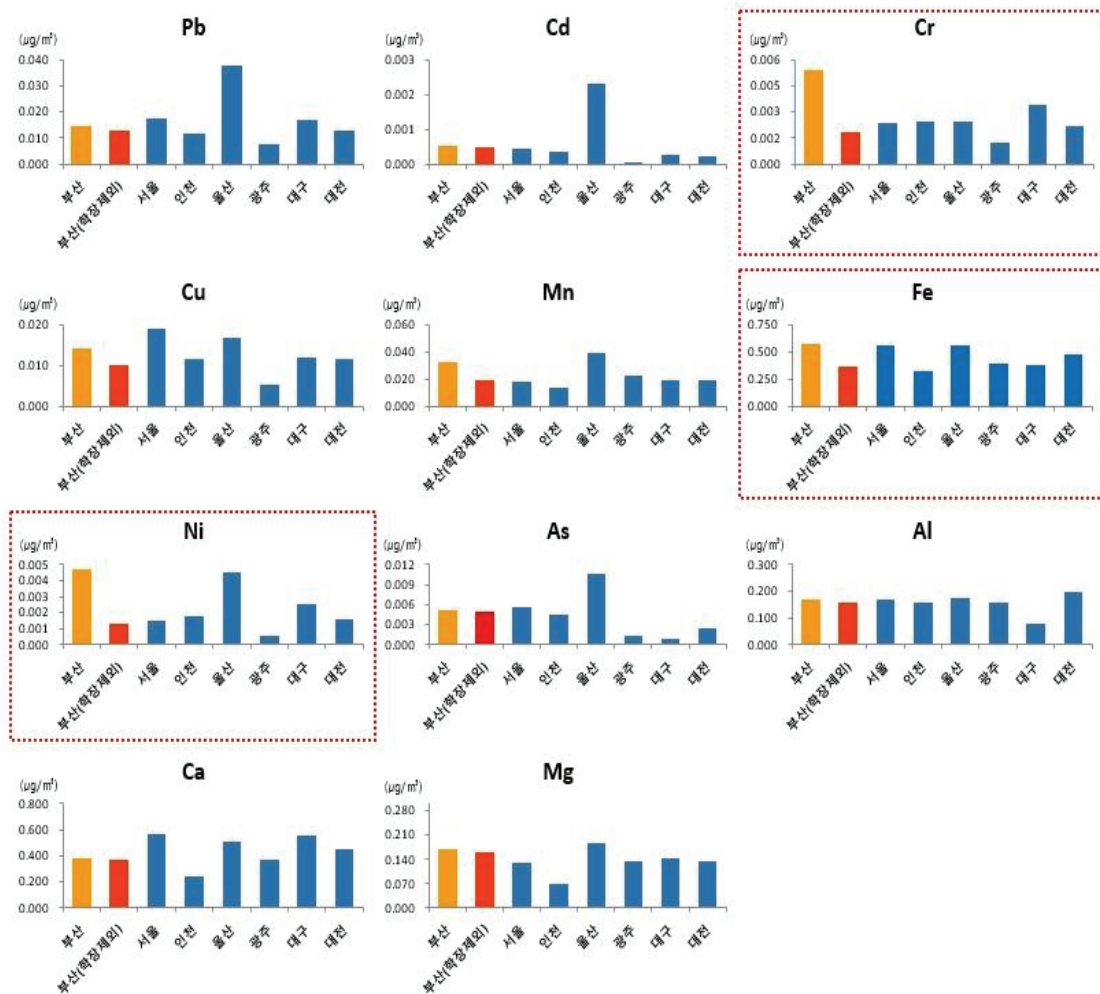 Pb
(μg/m³)
0.040
0.030
0.020
0.010
0.000
부산
부산(학장제외)
서울
인천
울산
광주
대구
대전
Cd
(μg/m³)
0.003
0.002
0.001
0.000
부산
부산(학장제외)
서울
인천
울산
광주
대구
대전
Cr
(μg/m³)
0.006
0.005
0.003
0.002
0.000
부산
부산(학장제외)
서울
인천
울산
광주
대구
대전
Cu
(μg/m³)
0.020
0.010
0.000
부산
부산(학장제외)
서울
인천
울산
광주
대구
대전
Mn
(μg/m³)
0.060
0.040
0.020
0.000
부산
부산(학장제외)
서울
인천
울산
광주
대구
대전
Fe
(μg/m³)
0.750
0.500
0.250
0.000
부산
부산(학장제외)
서울
인천
울산
광주
대구
대전
Ni
(μg/m³)
0.005
0.004
0.003
0.002
0.001
0.000
부산
부산(학장제외)
서울
인천
울산
광주
대구
대전
As
(μg/m³)
0.012
0.009
0.006
0.003
0.000
부산
부산(학장제외)
서울
인천
울산
광주
대구
대전
Al
(μg/m³)
0.300
0.200
0.100
0.000
부산
부산(학장제외)
서울
인천
울산
광주
대구
대전
Ca
(μg/m³)
0.800
0.600
0.400
0.200
0.000
부산
부산(학장제외)
서울
인천
울산
광주
대구
대전
Mg
(μg/m³)
0.280
0.210
0.140
0.070
0.000
부산
부산(학장제외)
서울
인천
울산
광주
대구
대전